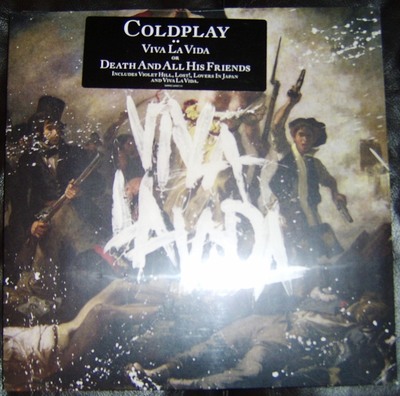 COLDPLAY
VIVA LA VIDA
OR
DEATH AND ALL HIS FRIENDS
INCLUDES VIOLET HILL, LOST!, LOVERS IN JAPAN
AND VIVA LA VIDA.
VIVA
LA VIDA